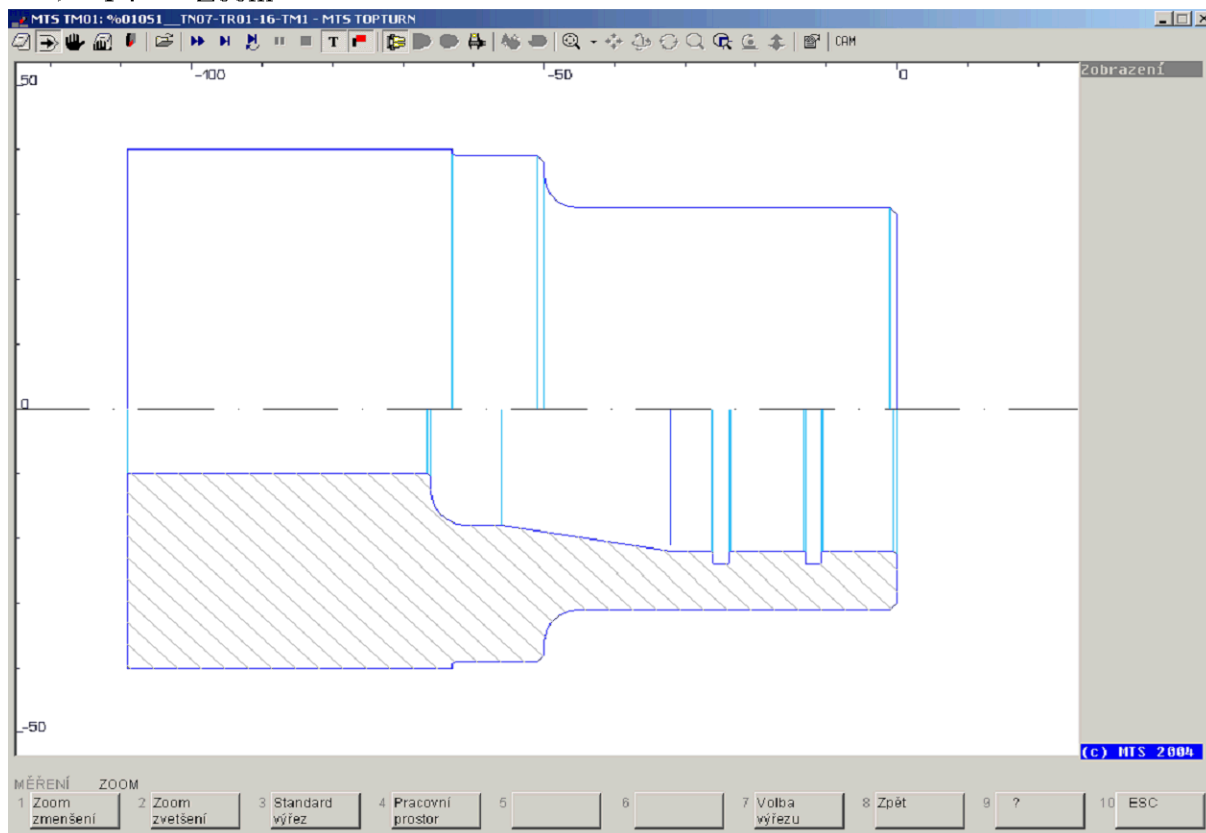 MTS TM01: %01051__TN07-TR01-16-TM1 - MTS TOPTURN
T CAM
50 -100 -50 0
Zobrazení
0
-50
(c) MTS 2004
MĚŘENÍ ZOOM
1 Zoom zmenšení 2 Zoom zvetšení 3 Standard výřez 4 Pracovní prostor 5 6 7 Volba výřezu 8 Zpět 9 ? 10 ESC